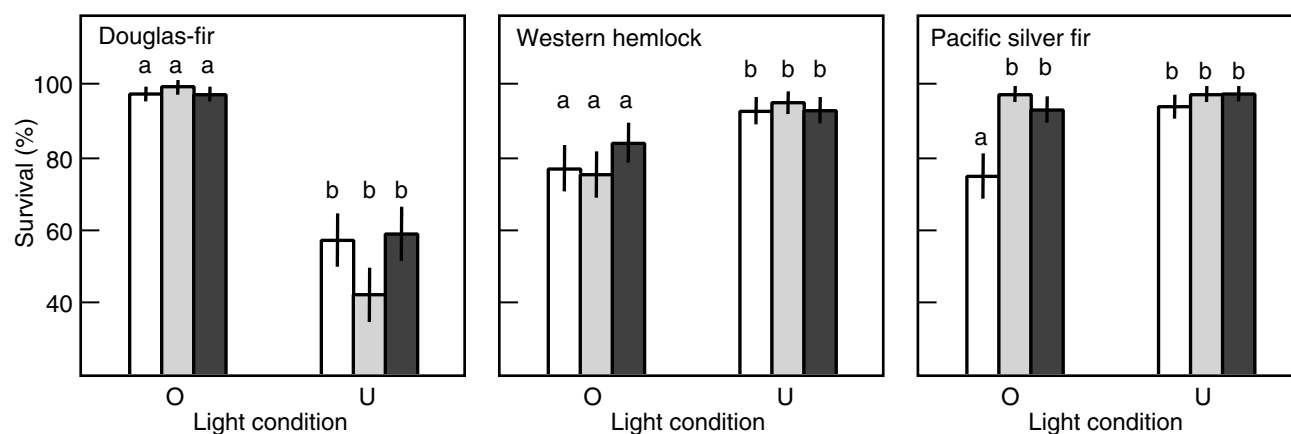 Survival (%)
100
80
60
40
Douglas-fir
a a a
b b b
O U
Light condition
Western hemlock
a a a
b b b
O U
Light condition
Pacific silver fir
a b b
b b b
O U
Light condition